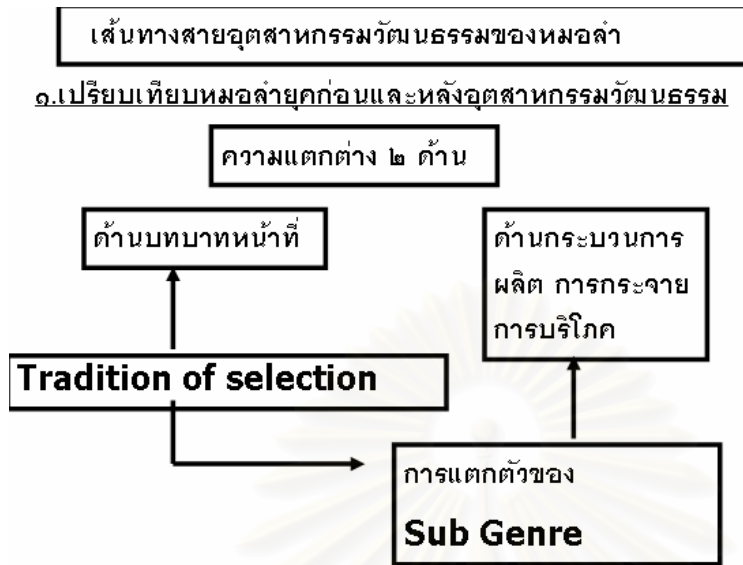 เส้นทางสายอุตสาหกรรมวัฒนธรรมของหมอลำ
๑.เปรียบเทียบหมอลำยุคก่อนและหลังอุตสาหกรรมวัฒนธรรม
ความแตกต่าง ๒ ด้าน
ด้านบทบาทหน้าที่
ด้านกระบวนการ
ผลิต การกระจาย
การบริโภค
Tradition of selection
การแตกตัวของ
Sub Genre